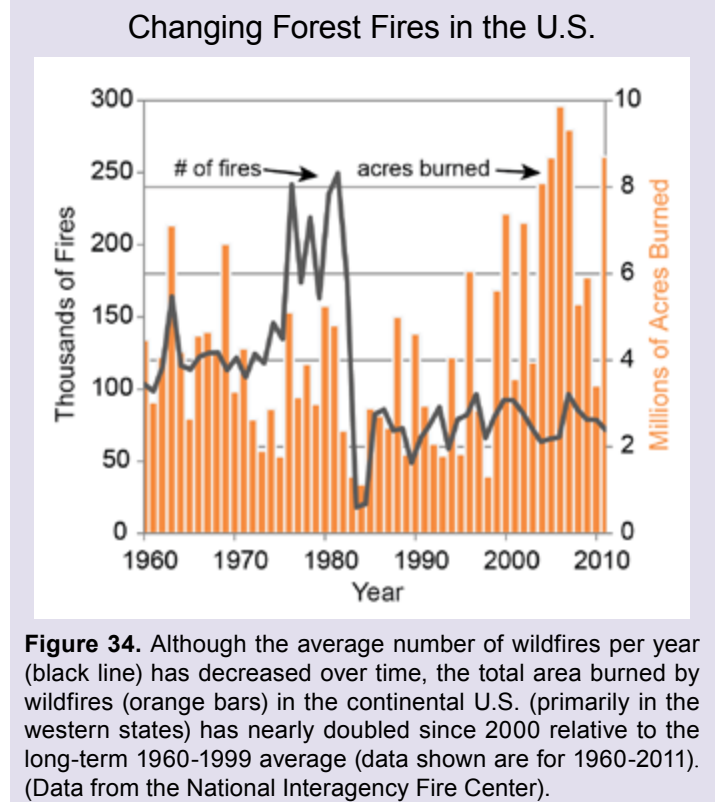 Changing Forest Fires in the U.S.
300
10
250
# of fires
acres burned
8
200
6
150
4
100
2
50
0
0
Thousands of Fires
Millions of Acres Burned
1960 1970 1980 1990 2000 2010
Year
Figure 34. Although the average number of wildfires per year
(black line) has decreased over time, the total area burned by
wildfires (orange bars) in the continental U.S. (primarily in the
western states) has nearly doubled since 2000 relative to the
long-term 1960-1999 average (data shown are for 1960-2011).
(Data from the National Interagency Fire Center).